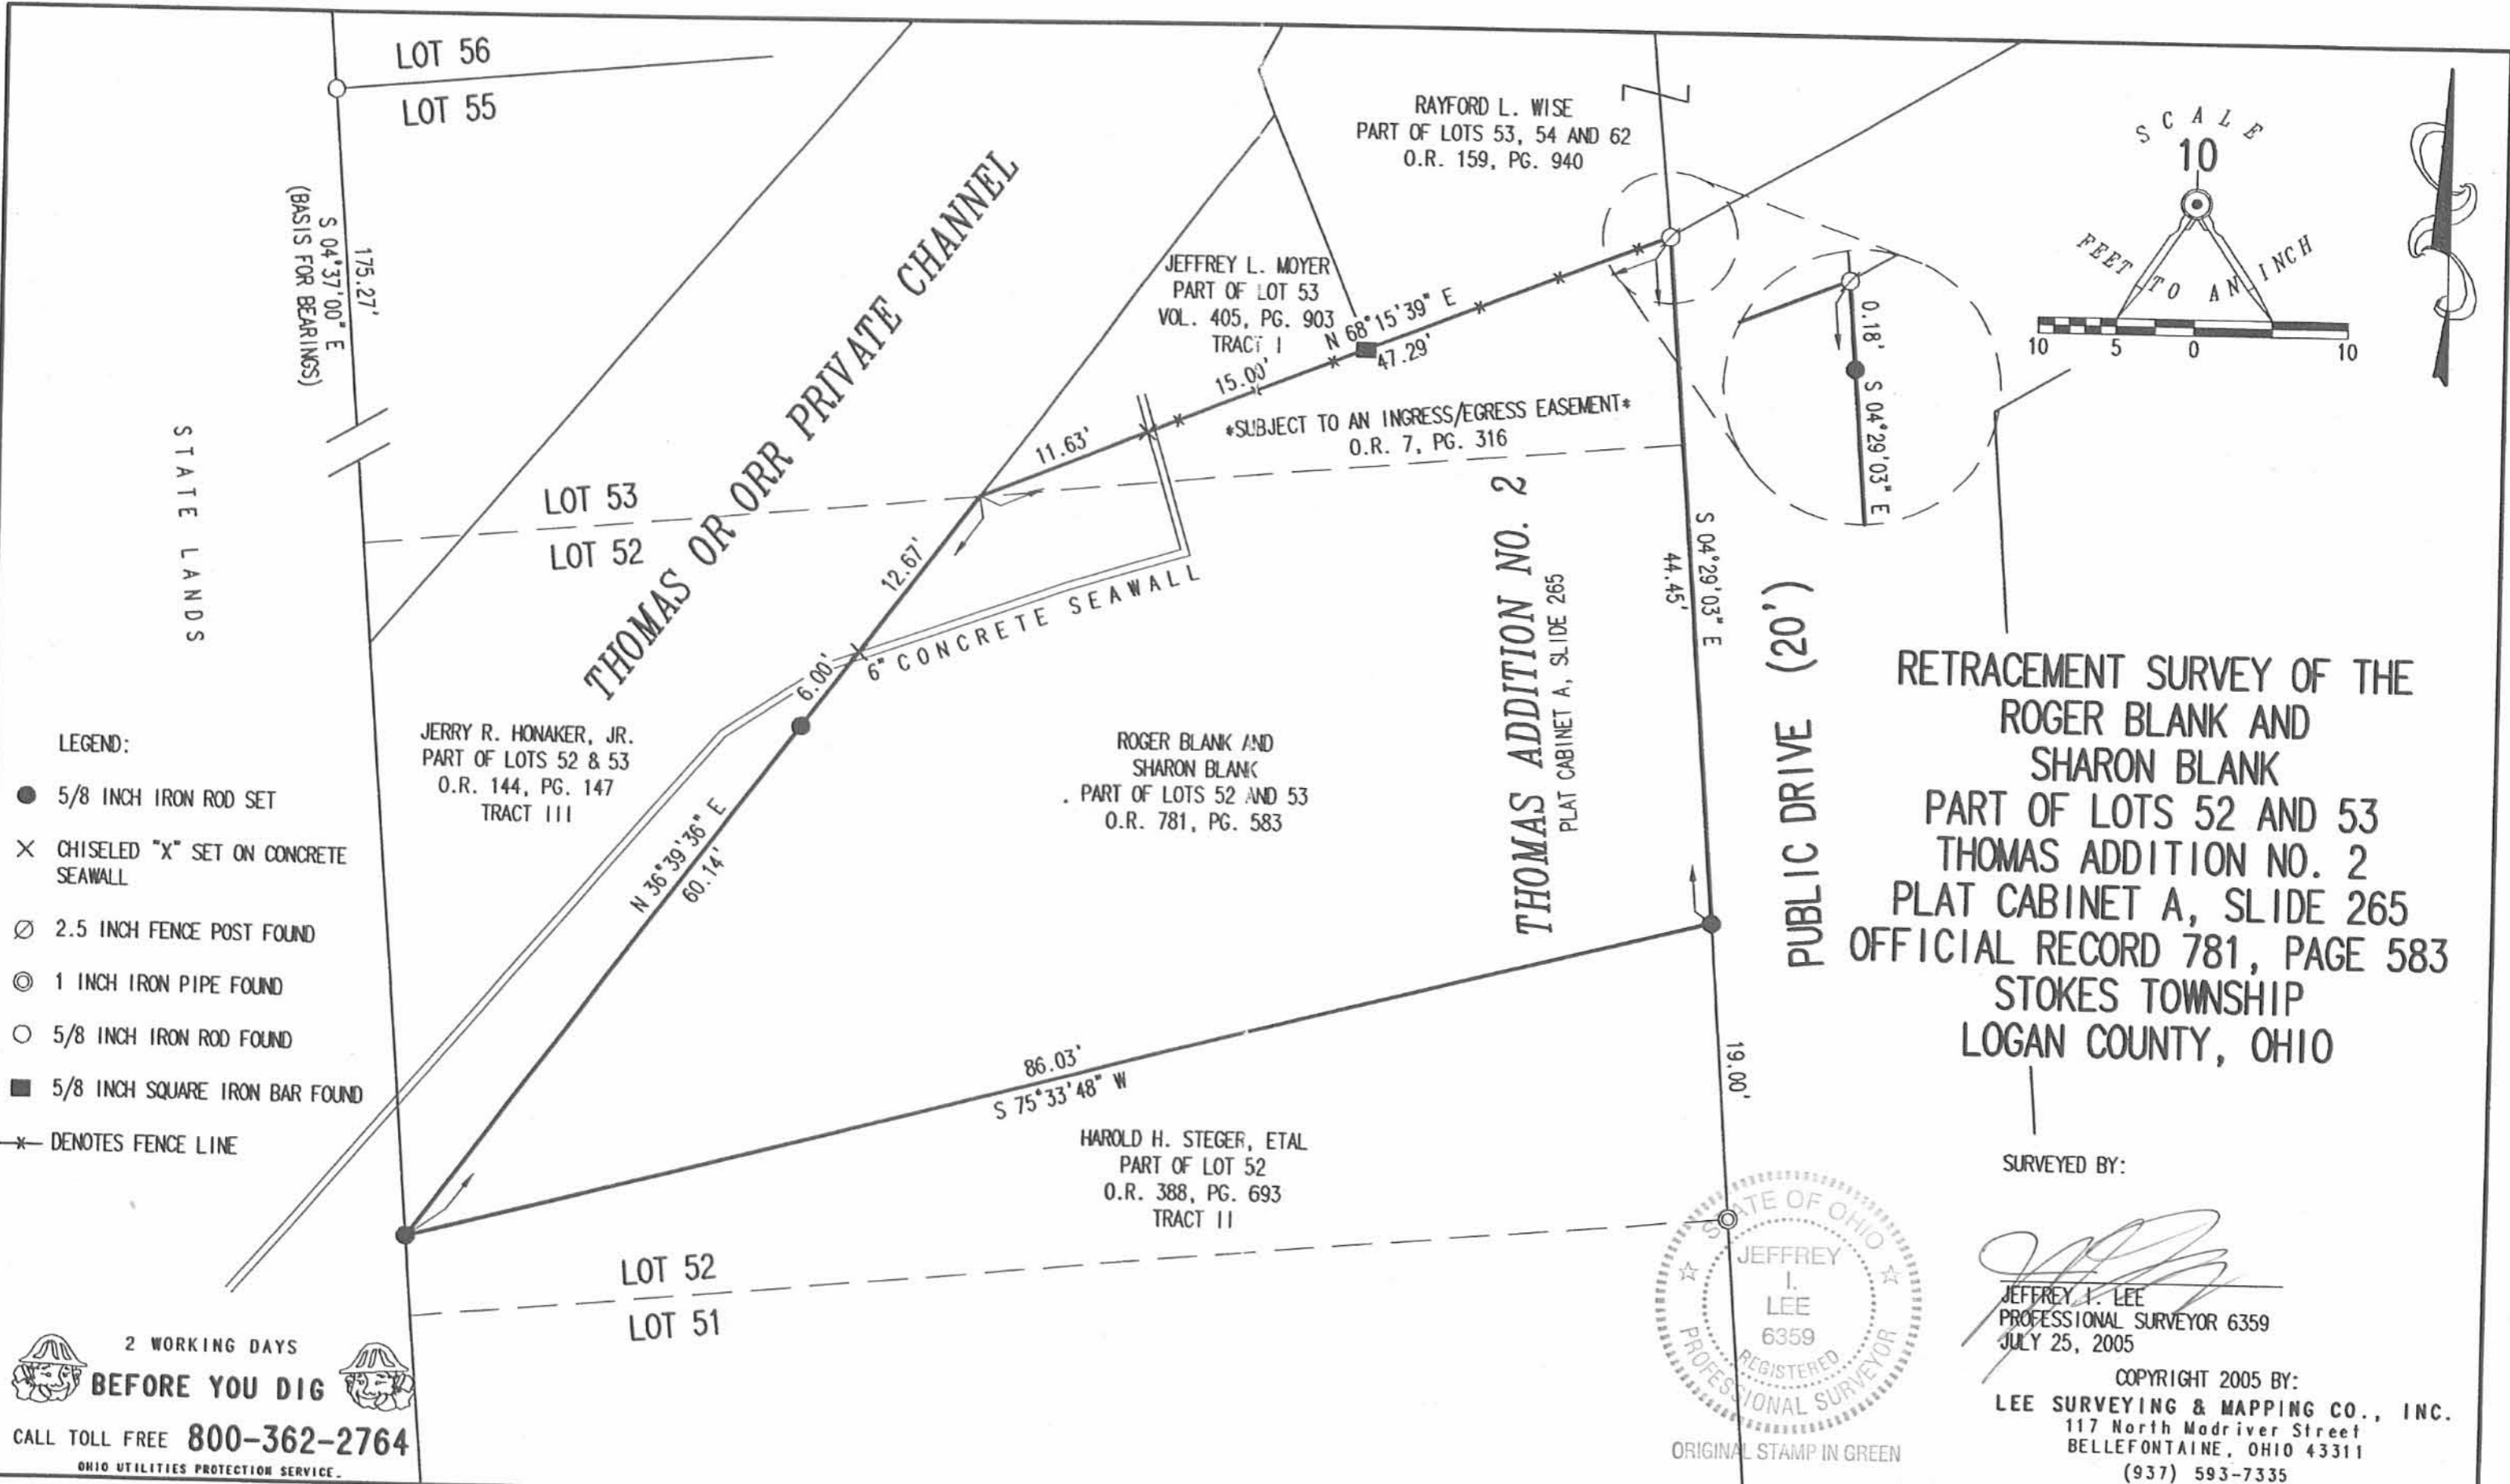 LOT 56
LOT 55
175.27'
S 04°37'00" E
(BASIS FOR BEARINGS)
STATE LANDS
THOMAS OR ORR PRIVATE CHANNEL
RAYFORD L. WISE
PART OF LOTS 53, 54 AND 62
O.R. 159, PG. 940
JEFFREY L. MOYER
PART OF LOT 53
VOL. 405, PG. 903
TRACT I
N 68°15'39" E
47.29'
15.00'
11.63'
*SUBJECT TO AN INGRESS/EGRESS EASEMENT*
O.R. 7, PG. 316
SCALE
10
FEET TO AN INCH
10 5 0 10
0.18'
S 04°29'03" E
LOT 53
LOT 52
12.67'
6.00'
6" CONCRETE SEAWALL
THOMAS ADDITION NO. 2
PLAT CABINET A, SLIDE 265
S 04°29'03" E
44.45'
PUBLIC DRIVE (20')
JERRY R. HONAKER, JR.
PART OF LOTS 52 & 53
O.R. 144, PG. 147
TRACT III
N 36°39'36" E
60.14'
ROGER BLANK AND
SHARON BLANK
. PART OF LOTS 52 AND 53
O.R. 781, PG. 583
LEGEND:
5/8 INCH IRON ROD SET
CHISELED "X" SET ON CONCRETE
SEAWALL
2.5 INCH FENCE POST FOUND
1 INCH IRON PIPE FOUND
5/8 INCH IRON ROD FOUND
5/8 INCH SQUARE IRON BAR FOUND
DENOTES FENCE LINE
86.03'
S 75°33'48" W
19.00'
HAROLD H. STEGER, ETAL
PART OF LOT 52
O.R. 388, PG. 693
TRACT II
LOT 52
LOT 51
RETRACEMENT SURVEY OF THE
ROGER BLANK AND
SHARON BLANK
PART OF LOTS 52 AND 53
THOMAS ADDITION NO. 2
PLAT CABINET A, SLIDE 265
OFFICIAL RECORD 781, PAGE 583
STOKES TOWNSHIP
LOGAN COUNTY, OHIO
SURVEYED BY:
JEFFREY I. LEE
PROFESSIONAL SURVEYOR 6359
JULY 25, 2005
COPYRIGHT 2005 BY:
LEE SURVEYING & MAPPING CO., INC.
117 North Madriver Street
BELLEFONTAINE, OHIO 43311
(937) 593-7335
STATE OF OHIO
JEFFREY
I.
LEE
6359
REGISTERED
PROFESSIONAL SURVEYOR
ORIGINAL STAMP IN GREEN
2 WORKING DAYS
BEFORE YOU DIG
CALL TOLL FREE 800-362-2764
OHIO UTILITIES PROTECTION SERVICE.